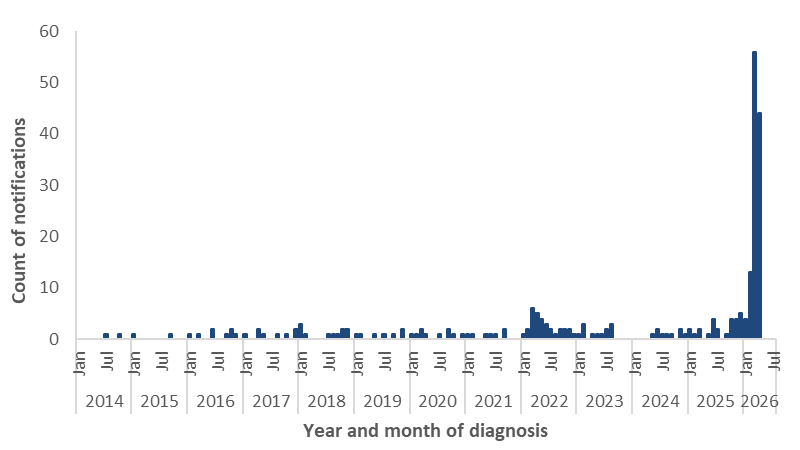 60
50
40
30
20
10
0
Count of notifications
Jan Jul Jan Jul Jan Jul Jan Jul Jan Jul Jan Jul Jan Jul Jan Jul Jan Jul Jan Jul Jan Jul Jan Jul Jan Jul
2014 2015 2016 2017 2018 2019 2020 2021 2022 2023 2024 2025 2026
Year and month of diagnosis